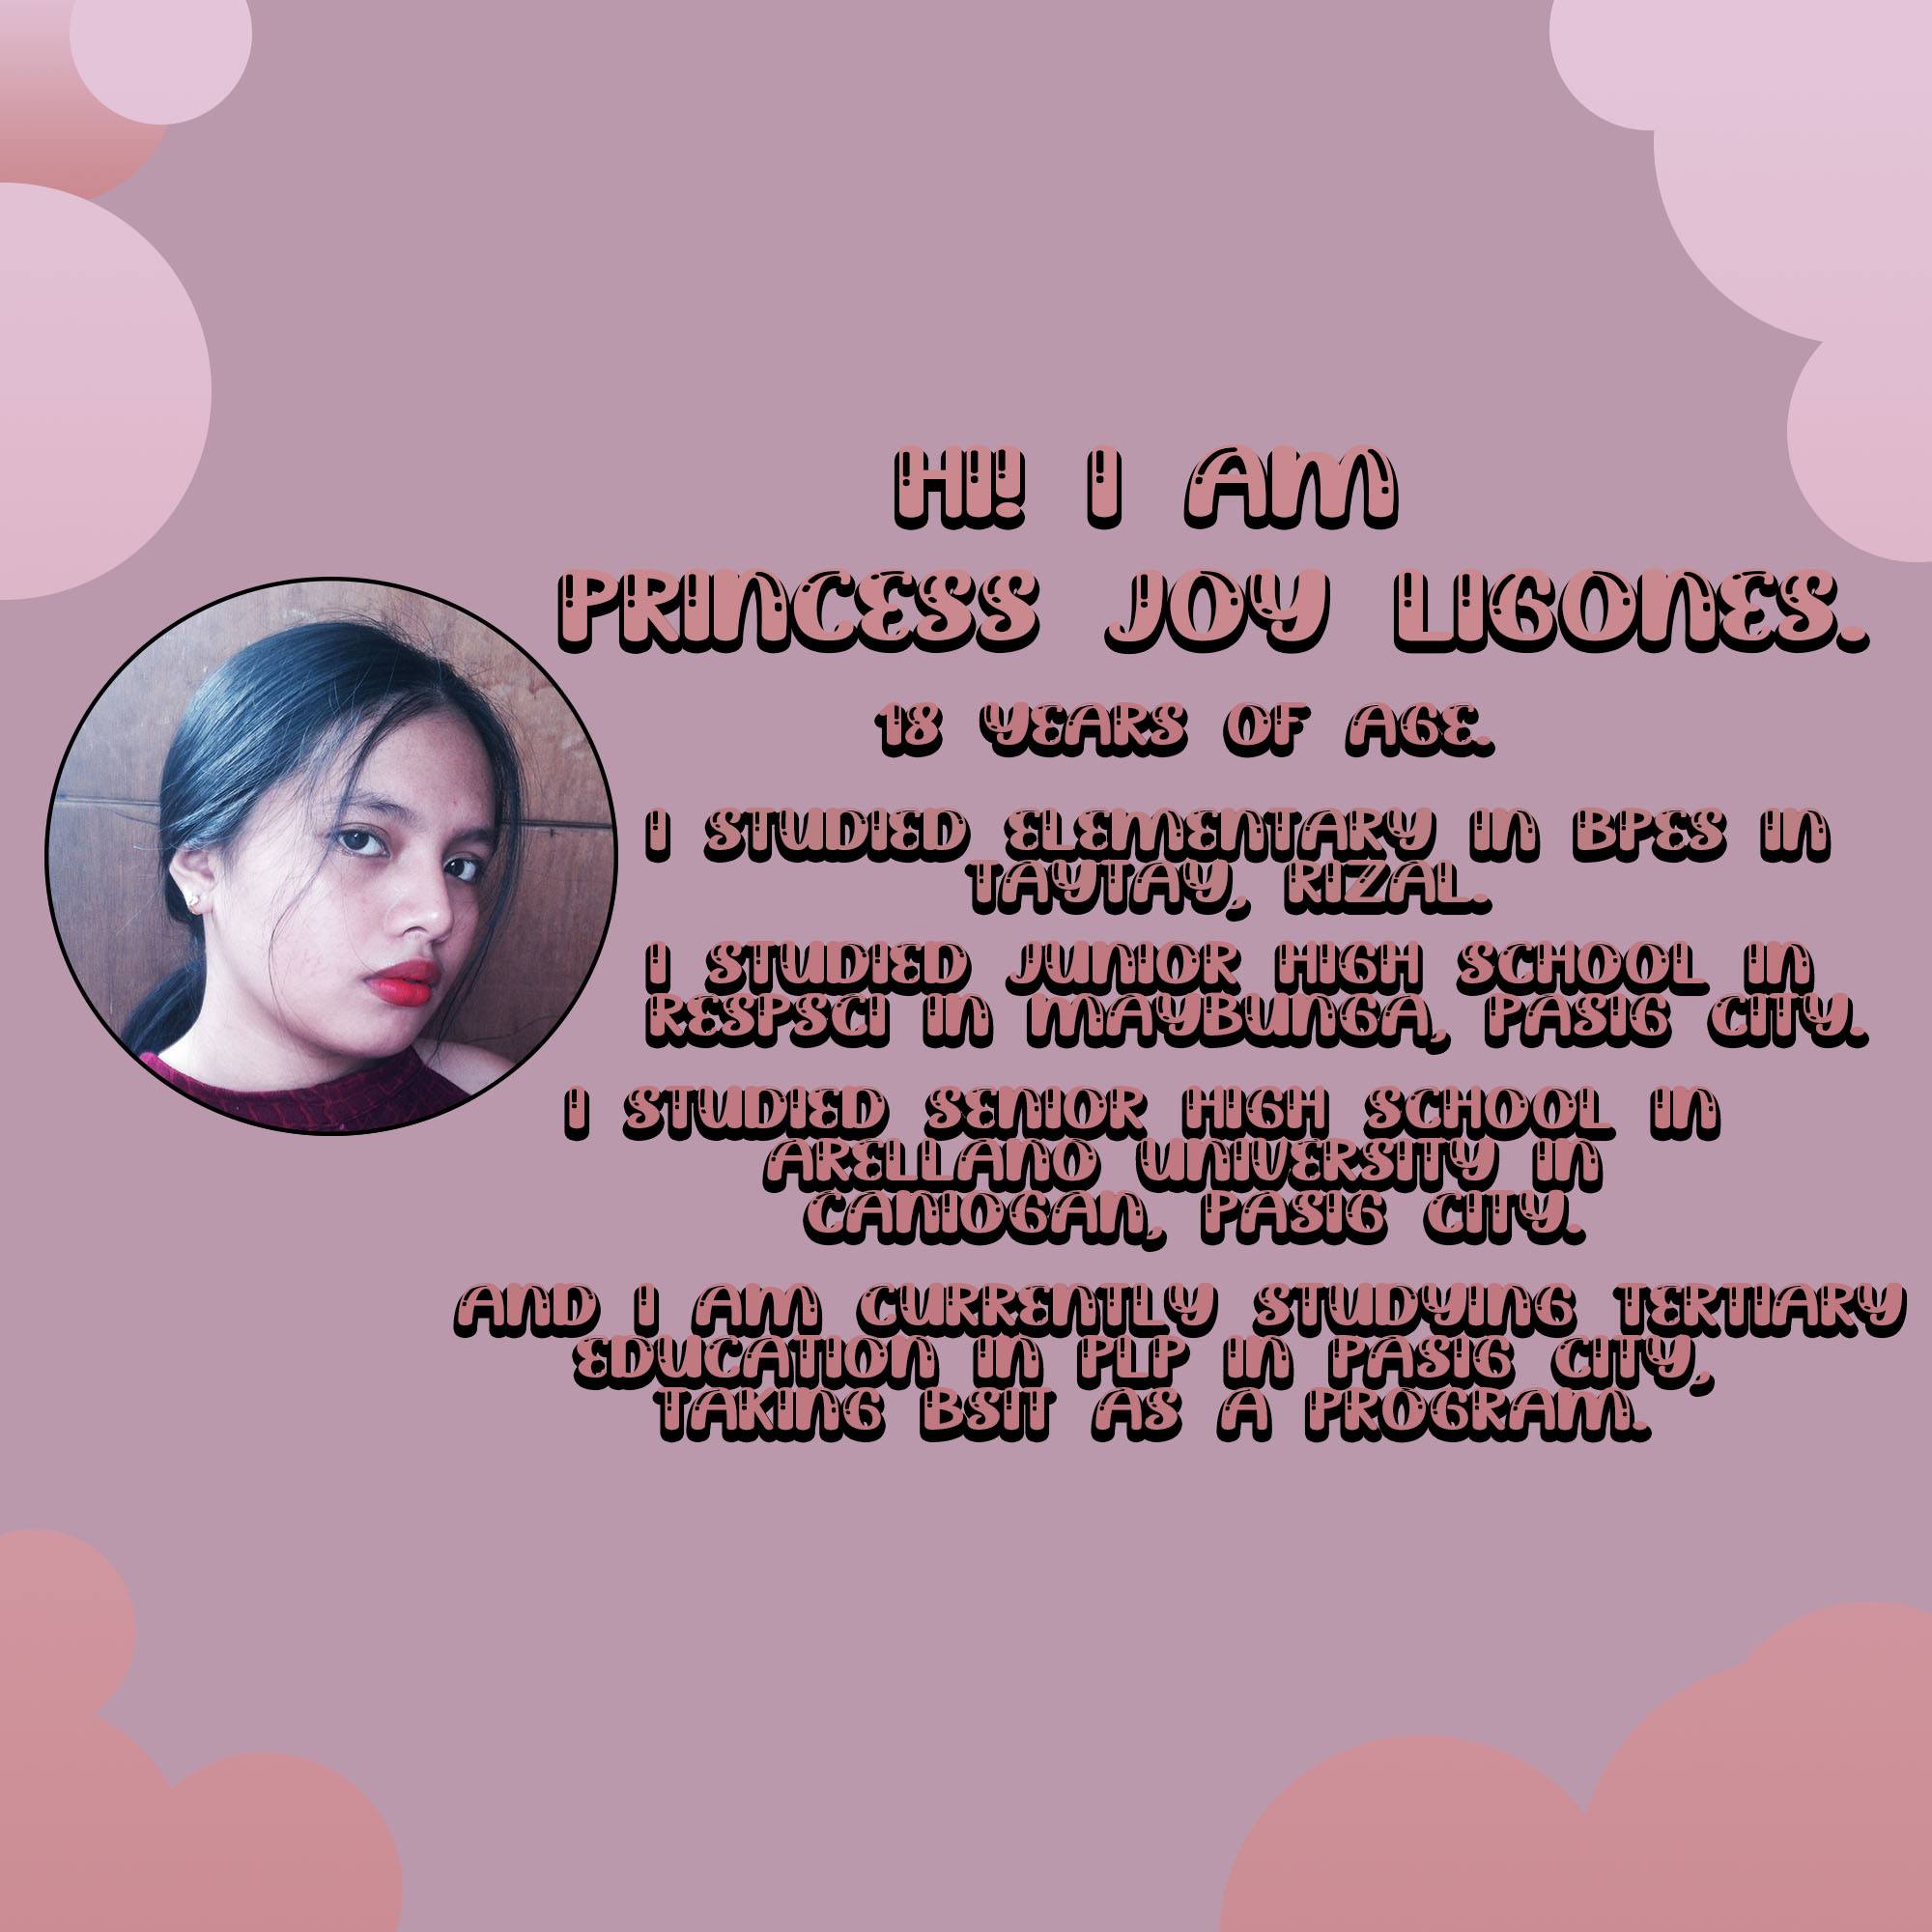 HI! I AM
PRINCESS JOY LIGONES.
18 YEARS OF AGE.
I STUDIED ELEMENTARY IN BPES IN
TAYTAY, RIZAL.
I STUDIED JUNIOR HIGH SCHOOL IN
RESPSCI IN MAYBUNGA, PASIG CITY.
I STUDIED SENIOR HIGH SCHOOL IN
ARELLANO UNIVERSITY IN
CANIOGAN, PASIG CITY.
AND I AM CURRENTLY STUDYING TERTIARY
EDUCATION IN PLP IN PASIG CITY,
TAKING BSIT AS A PROGRAM.